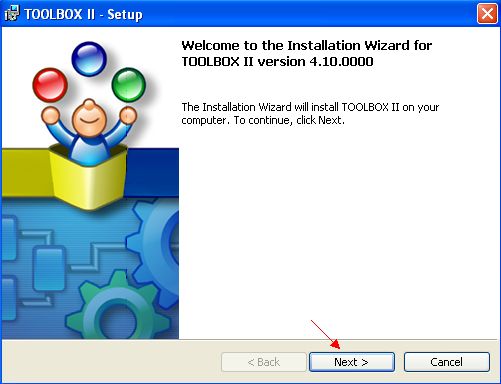 TOOLBOX II - Setup
Welcome to the Installation Wizard for
TOOLBOX II version 4.10.0000
The Installation Wizard will install TOOLBOX II on your
computer. To continue, click Next.
< Back
Next >
Cancel